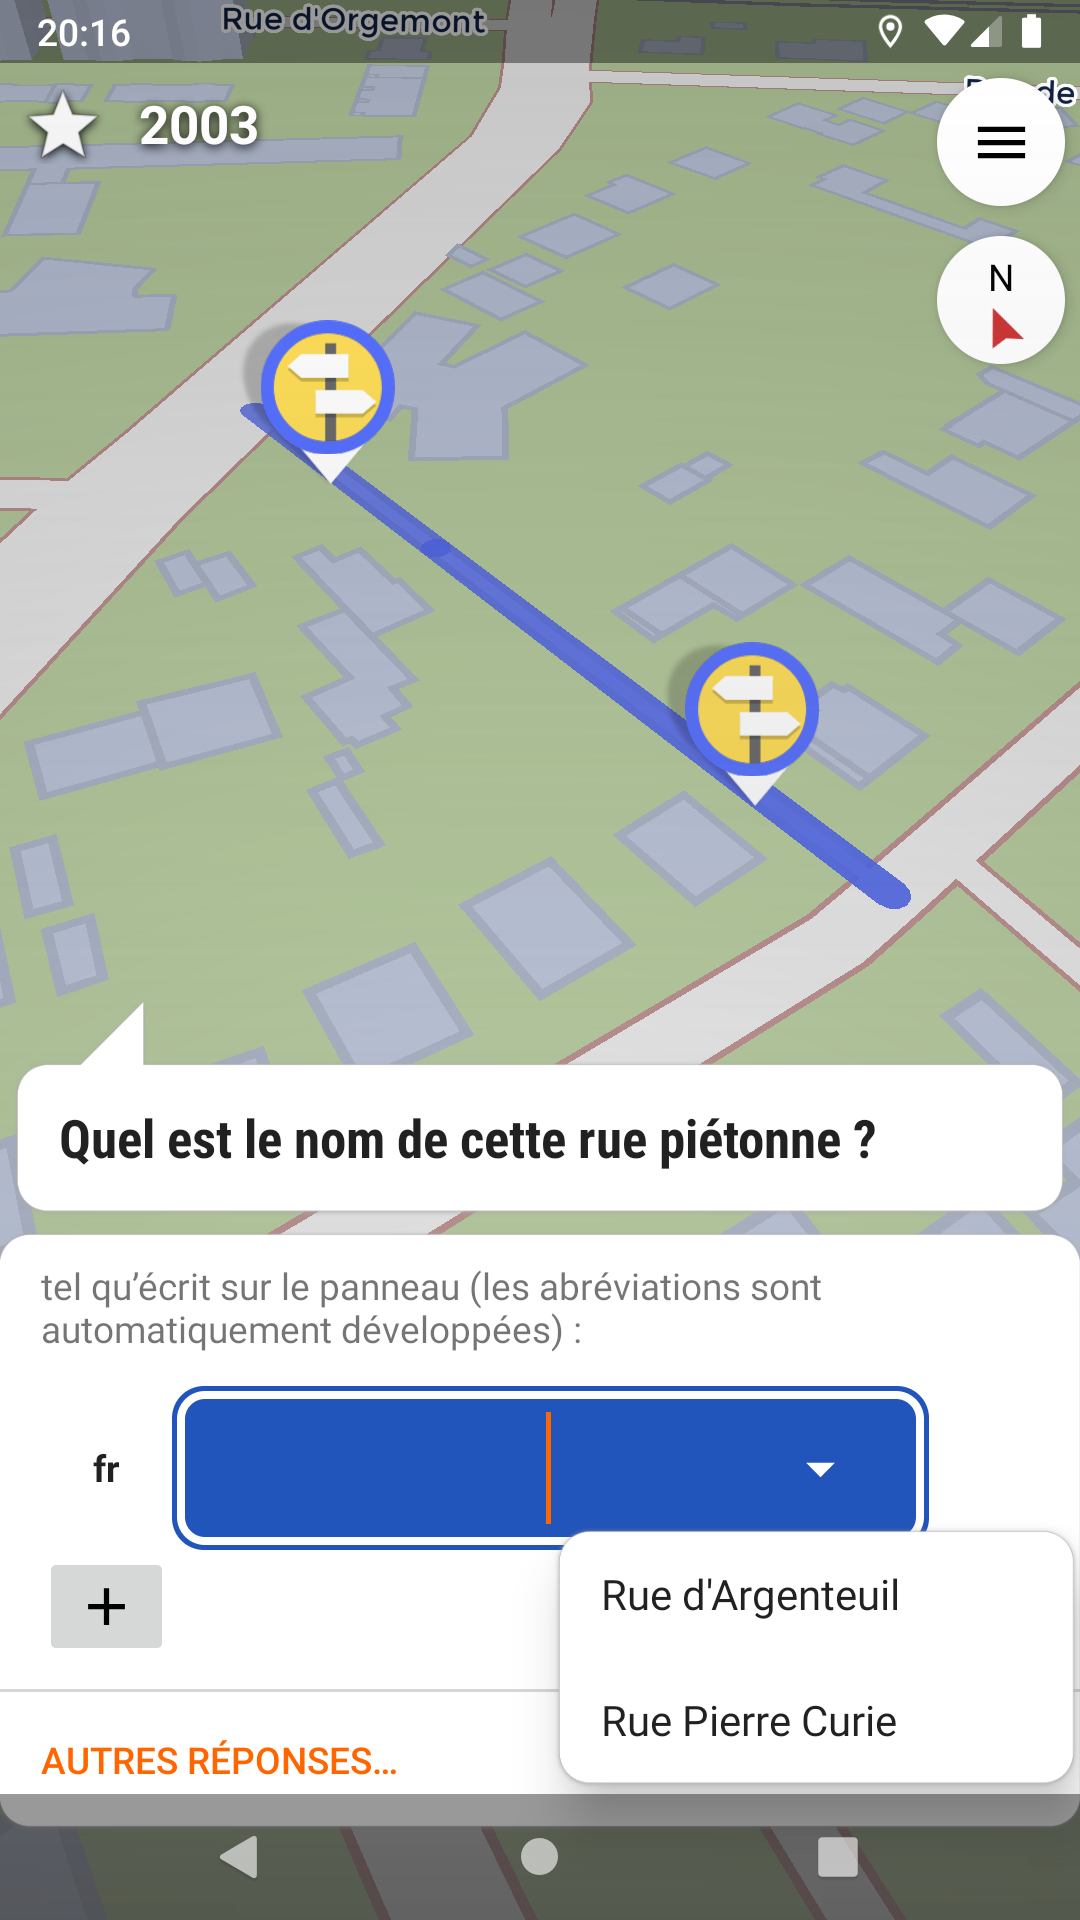 20:16
Rue d'Orgemont
de
2003
N
Quel est le nom de cette rue piétonne ?
tel qu’écrit sur le panneau (les abréviations sont
automatiquement développées) :
fr
Rue d'Argenteuil
Rue Pierre Curie
AUTRES RÉPONSES…